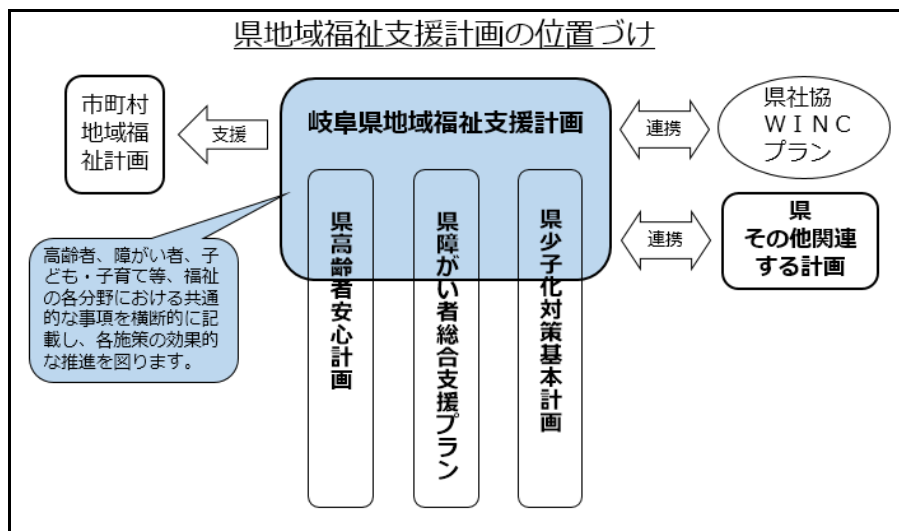 県地域福祉支援計画の位置づけ
市町村
地域福
祉計画
支援
岐阜県地域福祉支援計画
連携
県社協
ＷＩＮＣ
プラン
県高齢者安心計画
県障がい者総合支援プラン
県少子化対策基本計画
連携
県
その他関連
する計画
高齢者、障がい者、子
ども・子育て等、福祉
の各分野における共通
的な事項を横断的に記
載し、各施策の効果的
な推進を図ります。